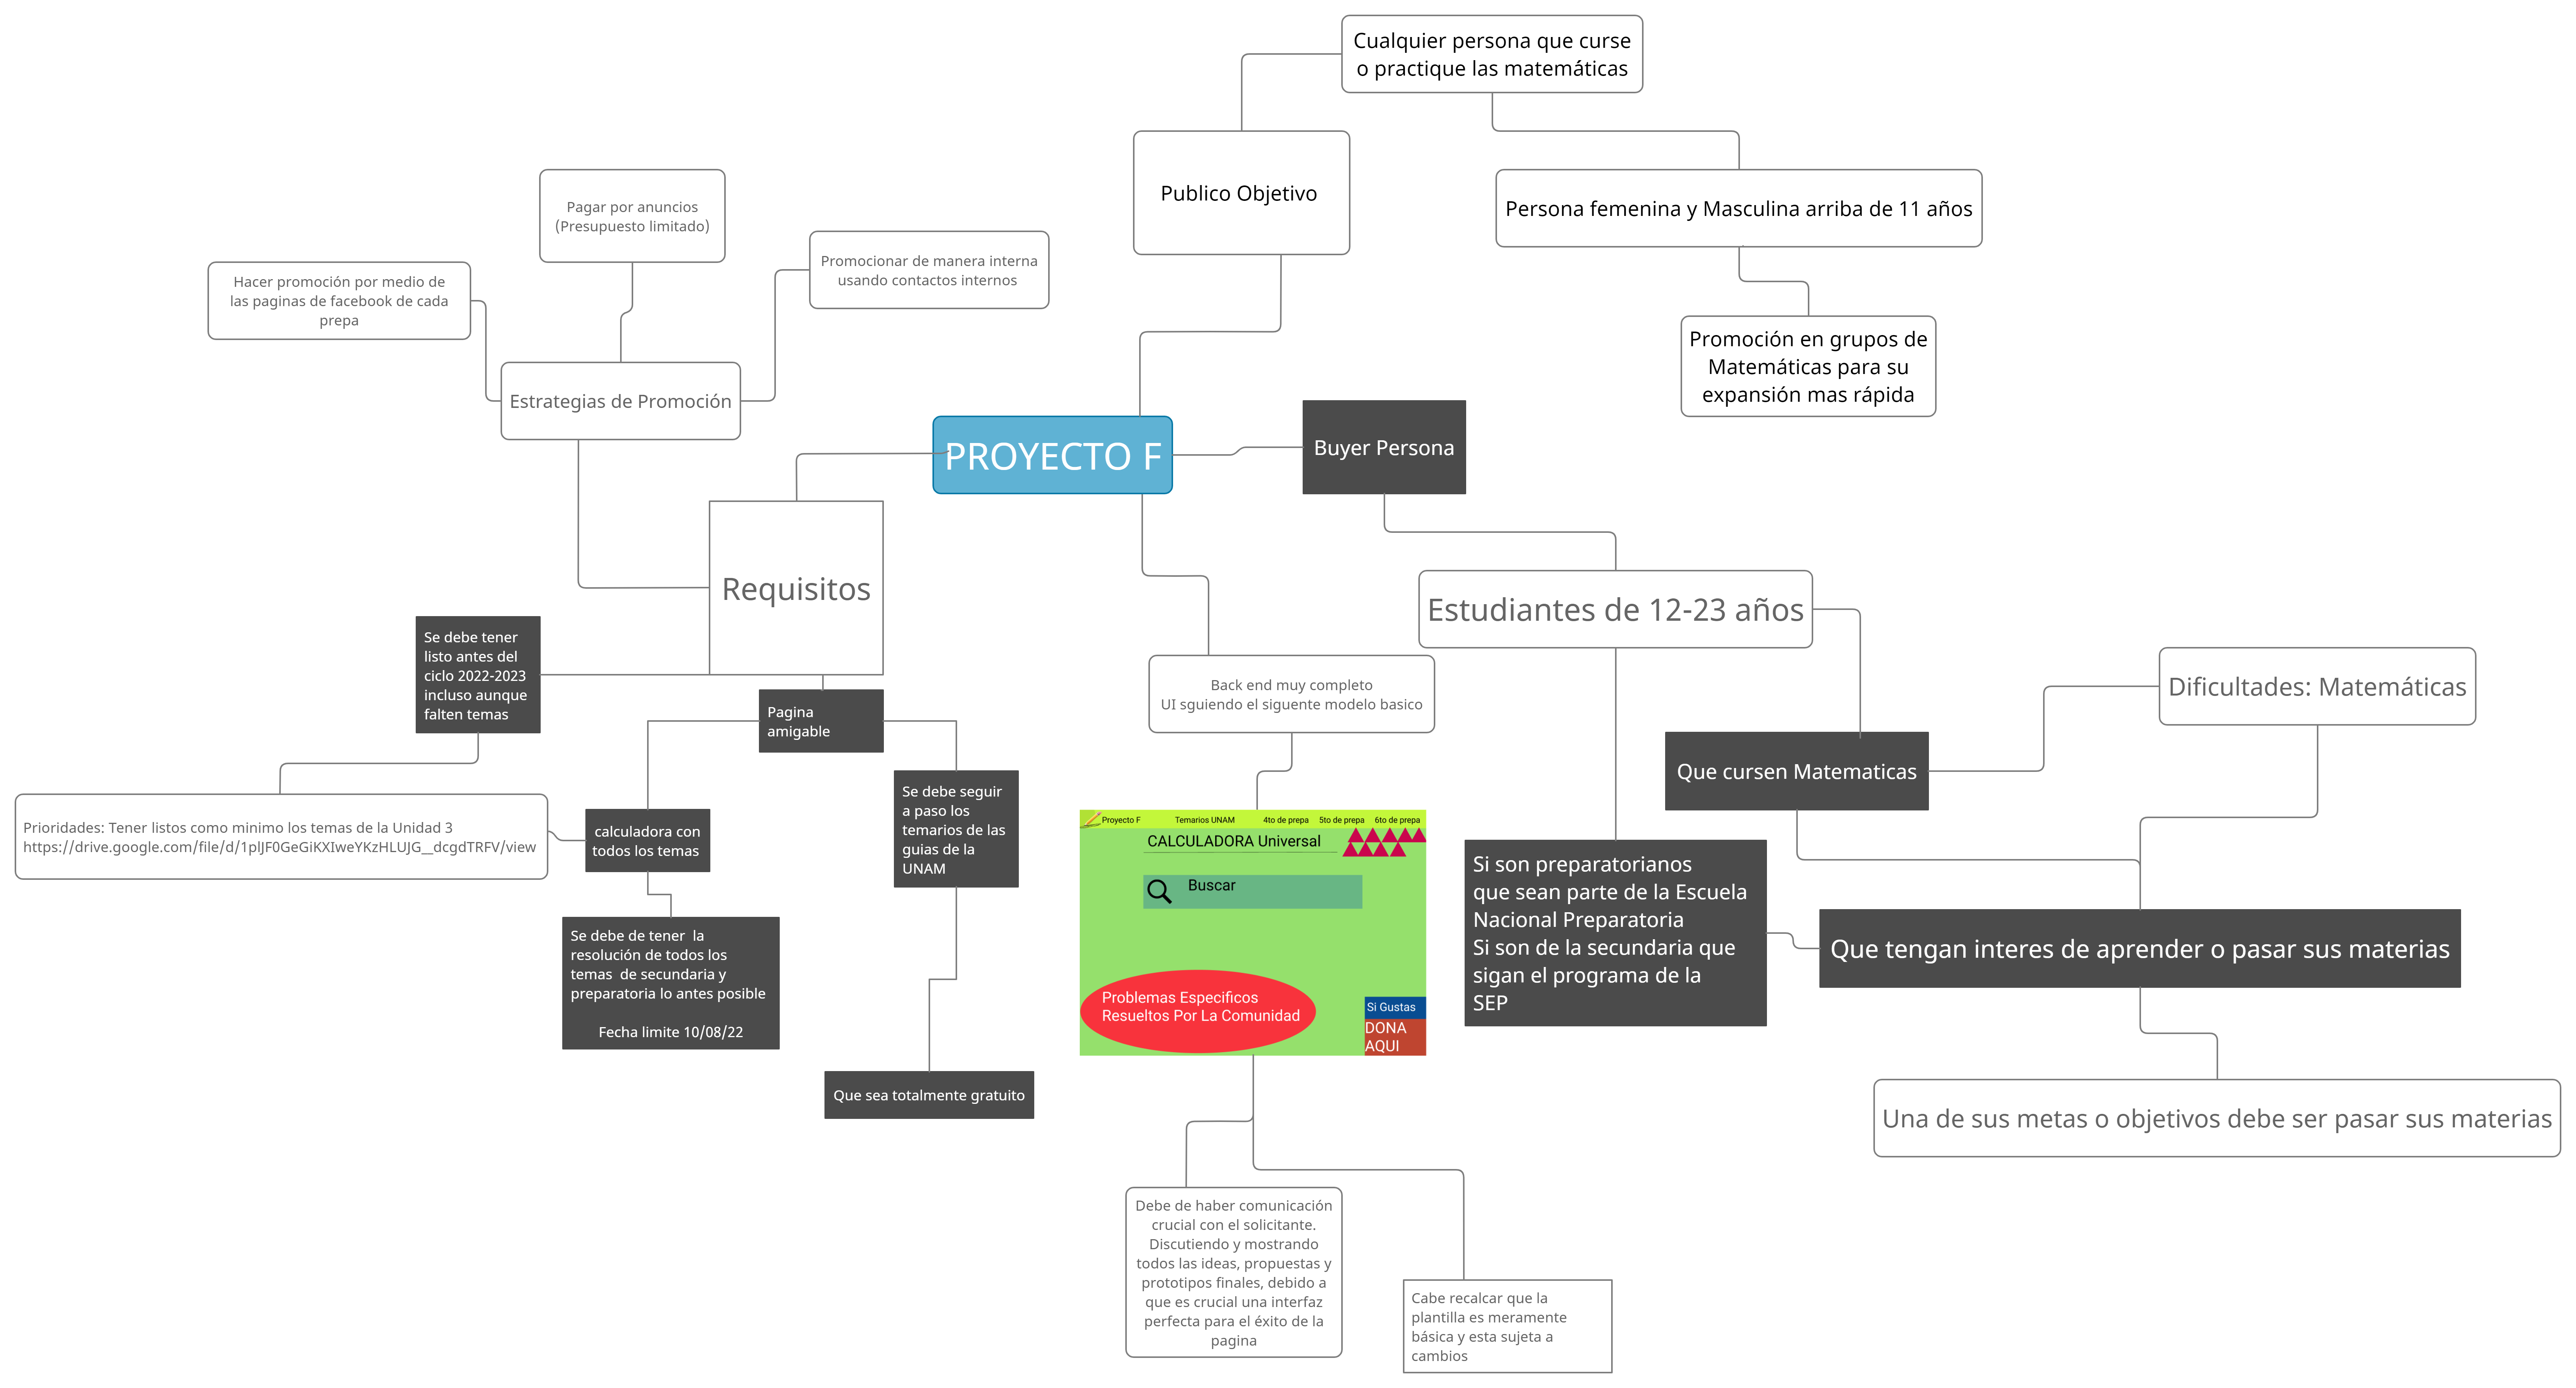 Cualquier persona que curse
o practique las matemáticas
Publico Objetivo
Persona femenina y Masculina arriba de 11 años
Promoción en grupos de
Matemáticas para su
expansión mas rápida
Pagar por anuncios
(Presupuesto limitado)
Promocionar de manera interna
usando contactos internos
Hacer promoción por medio de
las paginas de facebook de cada
prepa
Estrategias de Promoción
PROYECTO F
Buyer Persona
Requisitos
Estudiantes de 12-23 años
Se debe tener
listo antes del
ciclo 2022-2023
incluso aunque
falten temas
Pagina
amigable
Back end muy completo
UI sguiendo el siguente modelo basico
Dificultades: Matemáticas
Que cursen Matematicas
Prioridades: Tener listos como minimo los temas de la Unidad 3
https://drive.google.com/file/d/1plJF0GeGiKXIweYKzHLUJG__dcgdTRFV/view
calculadora con
todos los temas
Se debe seguir
a paso los
temarios de las
guias de la
UNAM
Se debe de tener  la
resolución de todos los
temas  de secundaria y
preparatoria lo antes posible
Fecha limite 10/08/22
Que sea totalmente gratuito
Proyecto F
Temarios UNAM
4to de prepa
5to de prepa
6to de prepa
CALCULADORA Universal
Buscar
Problemas Especificos
Resueltos Por La Comunidad
Si Gustas
DONA
AQUI
Si son preparatorianos
que sean parte de la Escuela
Nacional Preparatoria
Si son de la secundaria que
sigan el programa de la
SEP
Que tengan interes de aprender o pasar sus materias
Una de sus metas o objetivos debe ser pasar sus materias
Debe de haber comunicación
crucial con el solicitante.
Discutiendo y mostrando
todos las ideas, propuestas y
prototipos finales, debido a
que es crucial una interfaz
perfecta para el éxito de la
pagina
Cabe recalcar que la
plantilla es meramente
básica y esta sujeta a
cambios